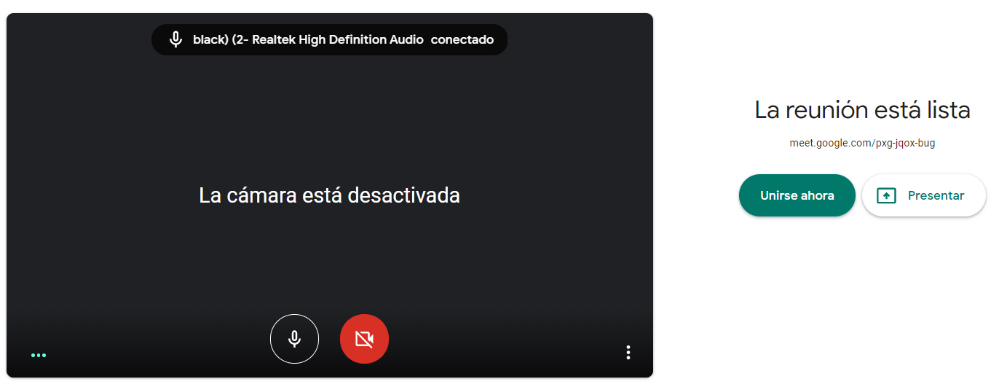 black) (2- Realtek High Definition Audio conectado
La cámara está desactivada
La reunión está lista
meet.google.com/pxg-jqox-bug
Unirse ahora
Presentar